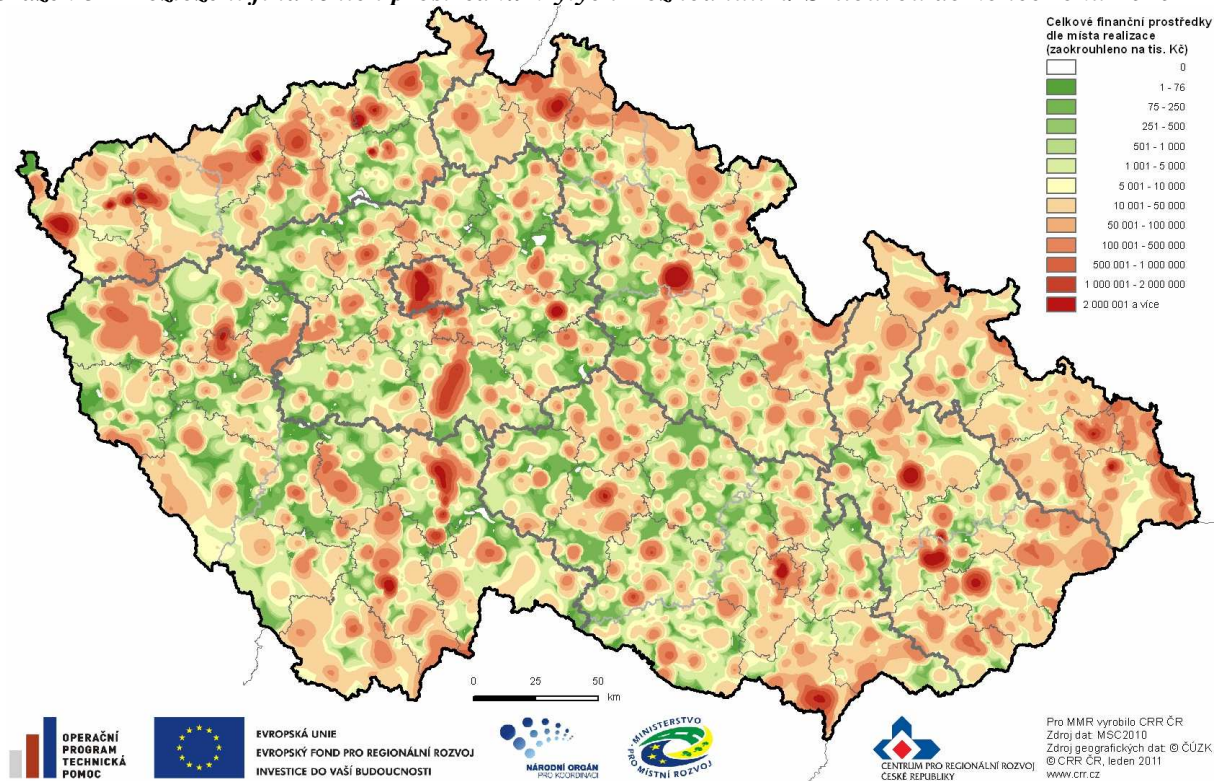 Celkové finanční prostředky
dle místa realizace
(zaokrouhleno na tis. Kč)
0
1 - 76
75 - 250
251 - 500
501 - 1 000
1 001 - 5 000
5 001 - 10 000
10 001 - 50 000
50 001 - 100 000
100 001 - 500 000
500 001 - 1 000 000
1 000 001 - 2 000 000
2 000 001 a více
0 25 50
km
OPERAČNÍ
PROGRAM
TECHNICKÁ
POMOC
EVROPSKÁ UNIE
EVROPSKÝ FOND PRO REGIONÁLNÍ ROZVOJ
INVESTICE DO VAŠÍ BUDOUCNOSTI
NÁRODNÍ ORGÁN
PRO KOORDINACI
MINISTERSTVO
PRO MÍSTNÍ ROZVOJ
CENTRUM PRO REGIONÁLNÍ ROZVOJ
ČESKÉ REPUBLIKY
Pro MMR vyrobilo CRR ČR
Zdroj dat: MSC2010
Zdroj geografických dat: © ČÚZK
© CRR ČR, leden 2011
www.crr.cz